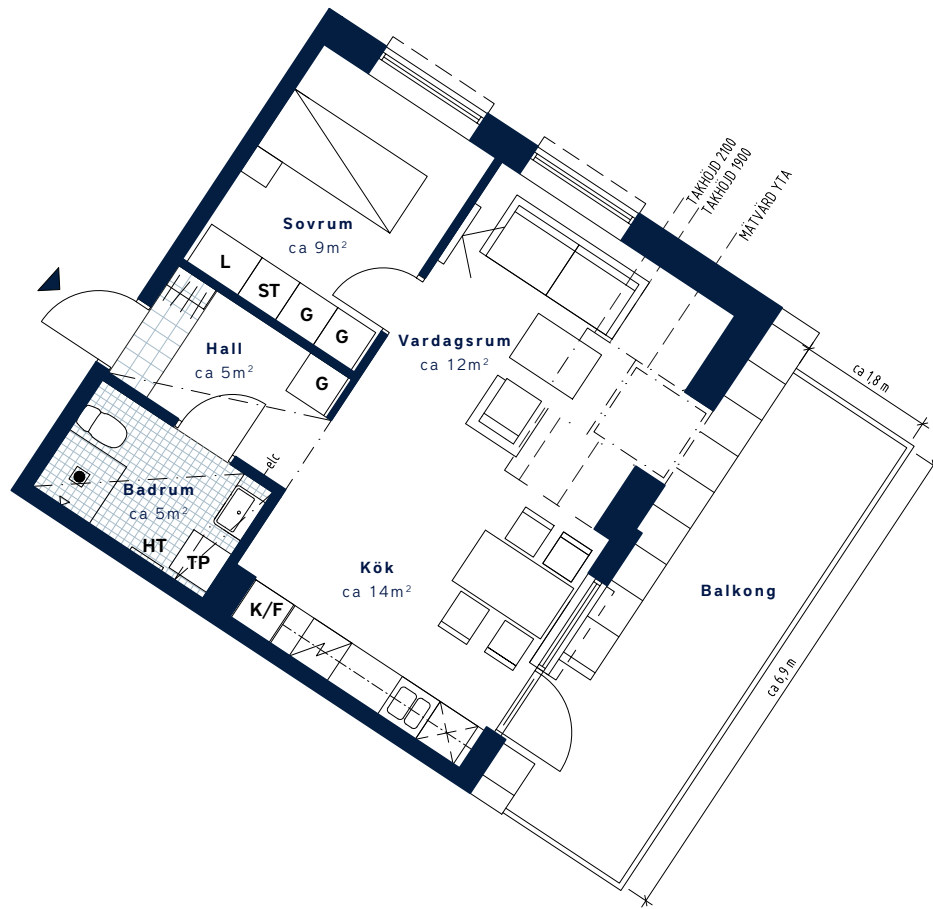 TAKHÖJD 2100
TAKHÖJD 1900
MÄTVÄRD YTA
Sovrum
ca 9m²
L
ST
G
G
G
Hall
ca 5m²
Vardagsrum
ca 12m²
ca 1,8 m
elc
Badrum
ca 5m²
HT
TP
Kök
ca 14m²
K/F
Balkong
ca 6,9 m